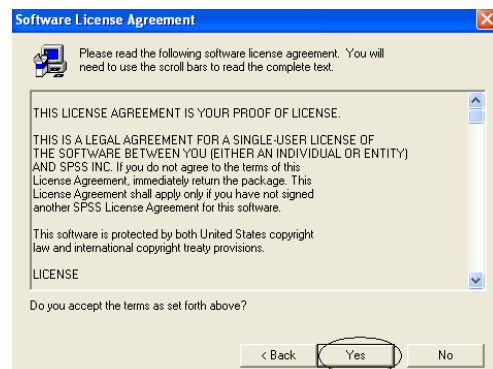 Software License Agreement
Please read the following software license agreement. You will
need to use the scroll bars to read the complete text.
THIS LICENSE AGREEMENT IS YOUR PROOF OF LICENSE.
THIS IS A LEGAL AGREEMENT FOR A SINGLE-USER LICENSE OF
THE SOFTWARE BETWEEN YOU (EITHER AN INDIVIDUAL OR ENTITY)
AND SPSS INC. If you do not agree to the terms of this
License Agreement, immediately return the package. This
License Agreement shall apply only if you have not signed
another SPSS License Agreement for this software.
This software is protected by both United States copyright
law and international copyright treaty provisions.
LICENSE
Do you accept the terms as set forth above?
< Back Yes No